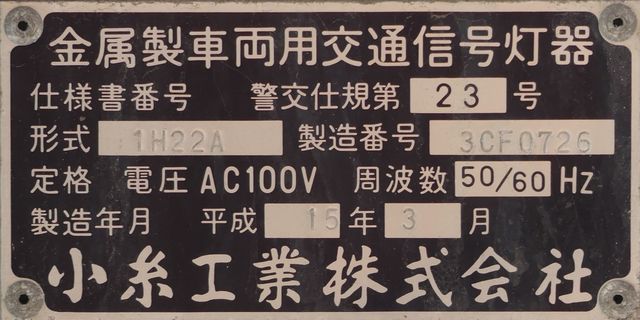 金属製車両用交通信号灯器
仕様書番号 警交仕規第 23 号
形式 1H22A 製造番号 3CF0726
定格 電圧 AC100V 周波数 50/60 Hz
製造年月 平成 15 年 3 月
小糸工業株式会社